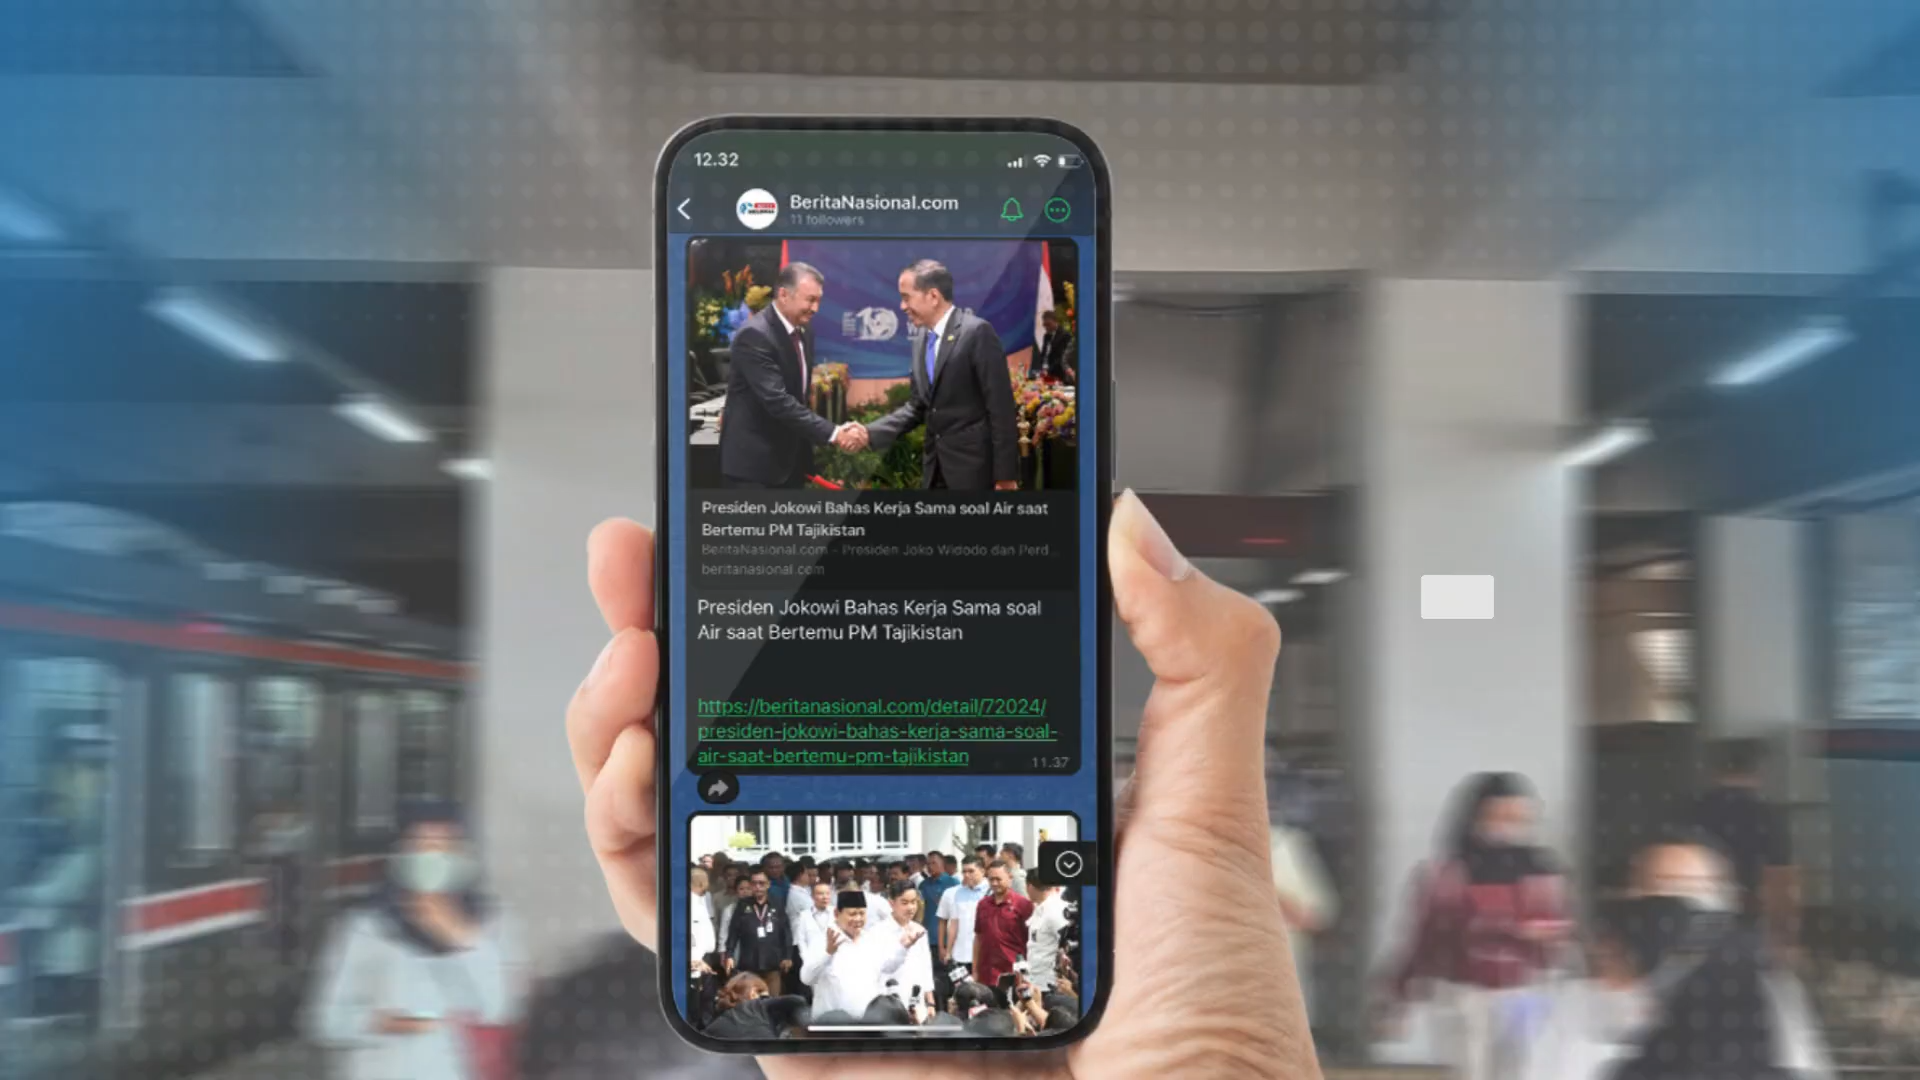 12.32
BeritaNasional.com
11 followers
10
Presiden Jokowi Bahas Kerja Sama soal Air saat
Bertemu PM Tajikistan
BeritaNasional.com - Presiden Joko Widodo dan Perd...
beritanasional.com
Presiden Jokowi Bahas Kerja Sama soal
Air saat Bertemu PM Tajikistan
https://beritanasional.com/detail/72024/
presiden-jokowi-bahas-kerja-sama-soal-
air-saat-bertemu-pm-tajikistan
11.37